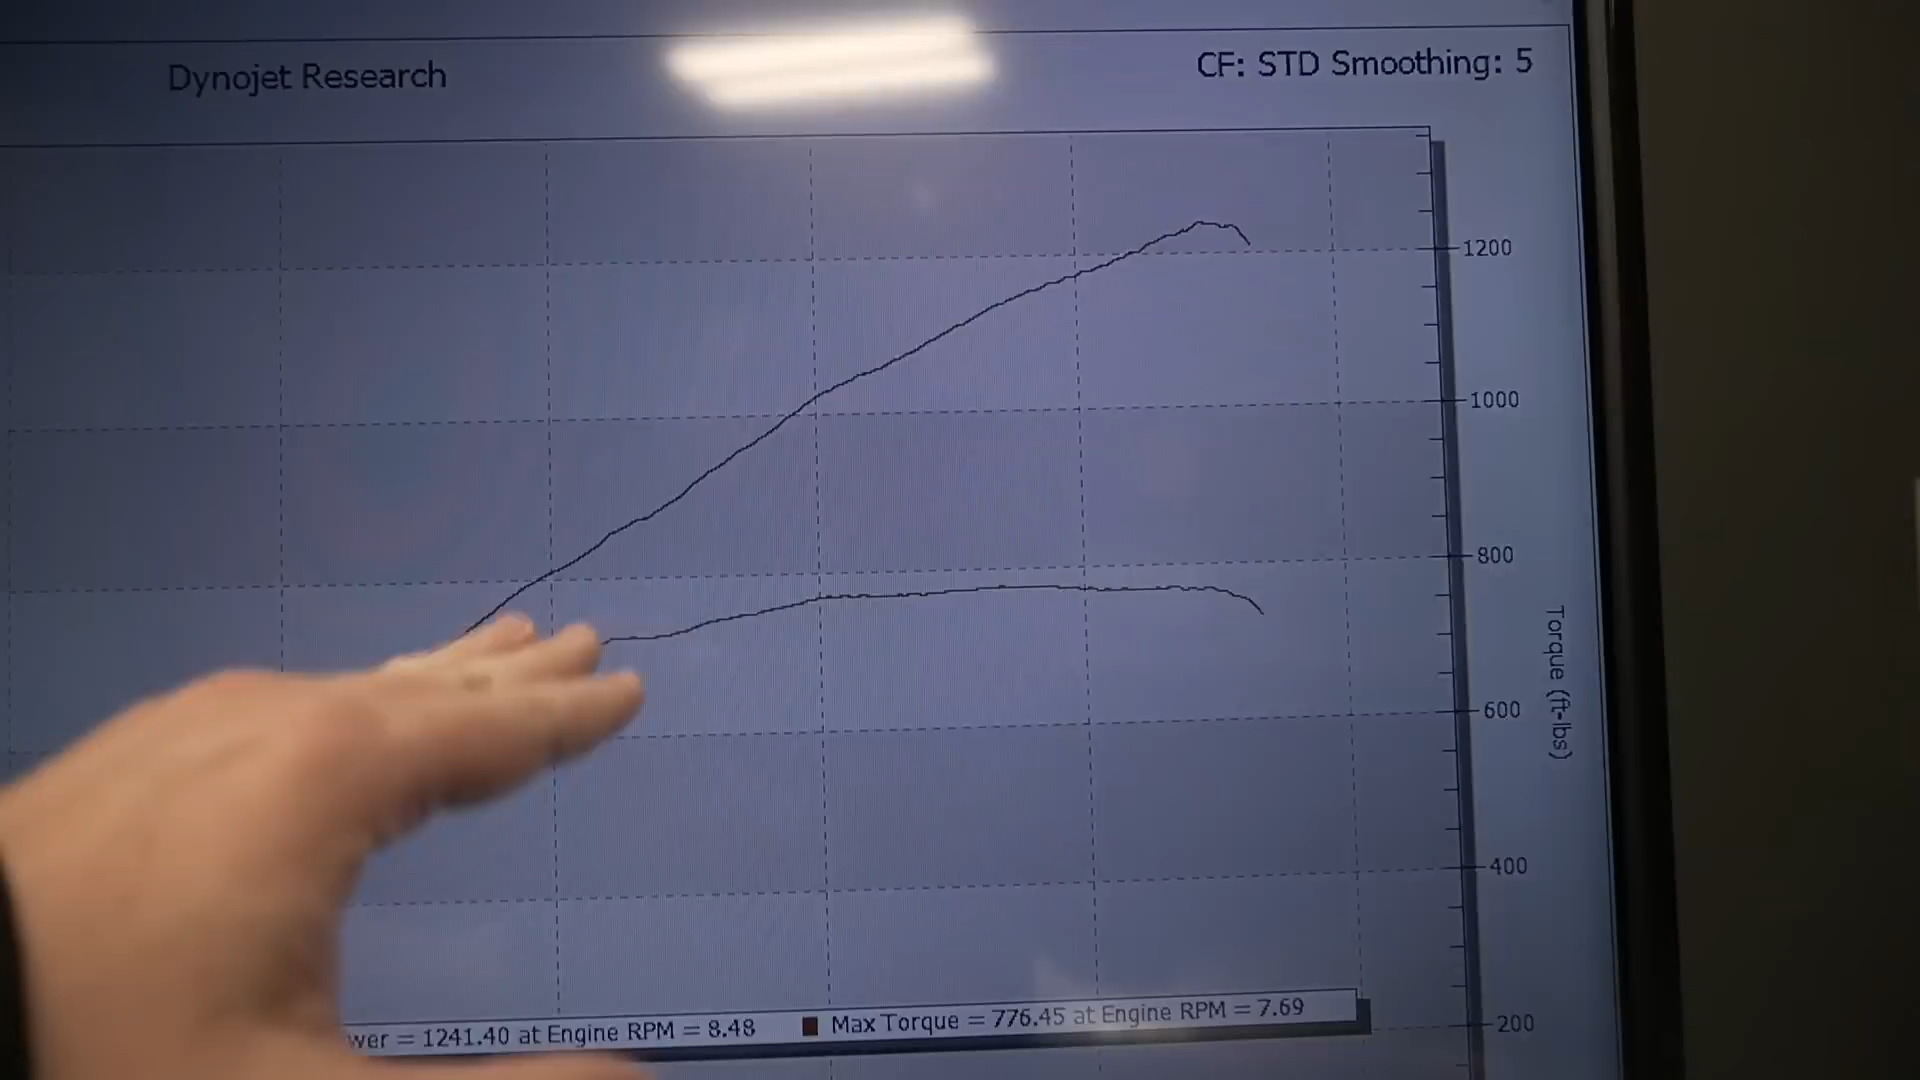 Dynojet Research
CF: STD Smoothing: 5
1200
1000
800
600
400
200
Torque (ft-lbs)
wer = 1241.40 at Engine RPM = 8.48
Max Torque = 776.45 at Engine RPM = 7.69